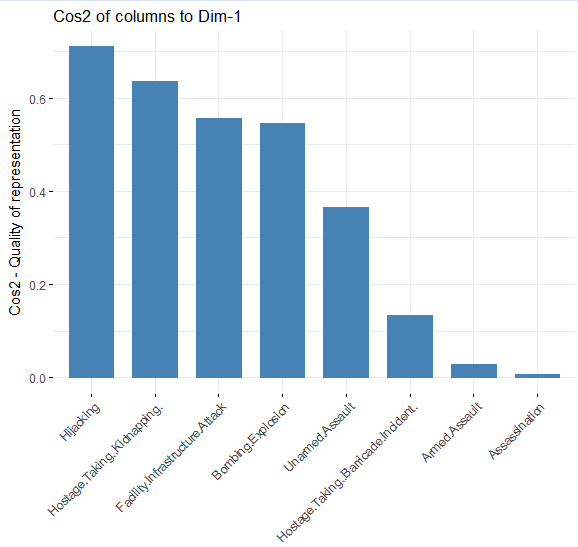 Cos2 of columns to Dim-1
Cos2 - Quality of representation
0.6
0.4
0.2
0.0
Hijacking
Hostage.Taking..Kidnapping.
Facility.Infrastructure.Attack
Bombing.Explosion
Unarmed.Assault
Hostage.Taking..Barricade.Incident.
Armed.Assault
Assassination